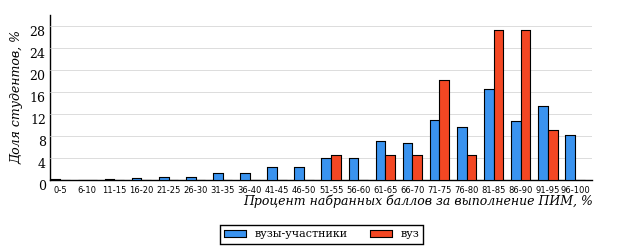 Доля студентов, %
28
24
20
16
12
8
4
0
0-5 6-10 11-15 16-20 21-25 26-30 31-35 36-40 41-45 46-50 51-55 56-60 61-65 66-70 71-75 76-80 81-85 86-90 91-95 96-100
Процент набранных баллов за выполнение ПИМ, %
вузы-участники вуз